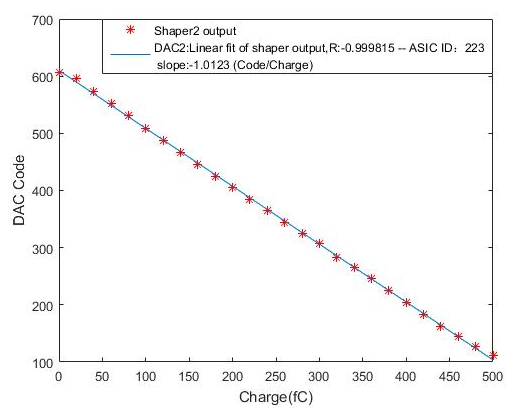 Shaper2 output
DAC2:Linear fit of shaper output,R:-0.999815 -- ASIC ID：223
slope:-1.0123 (Code/Charge)
700
600
500
400
300
200
100
DAC Code
0 50 100 150 200 250 300 350 400 450 500
Charge(fC)